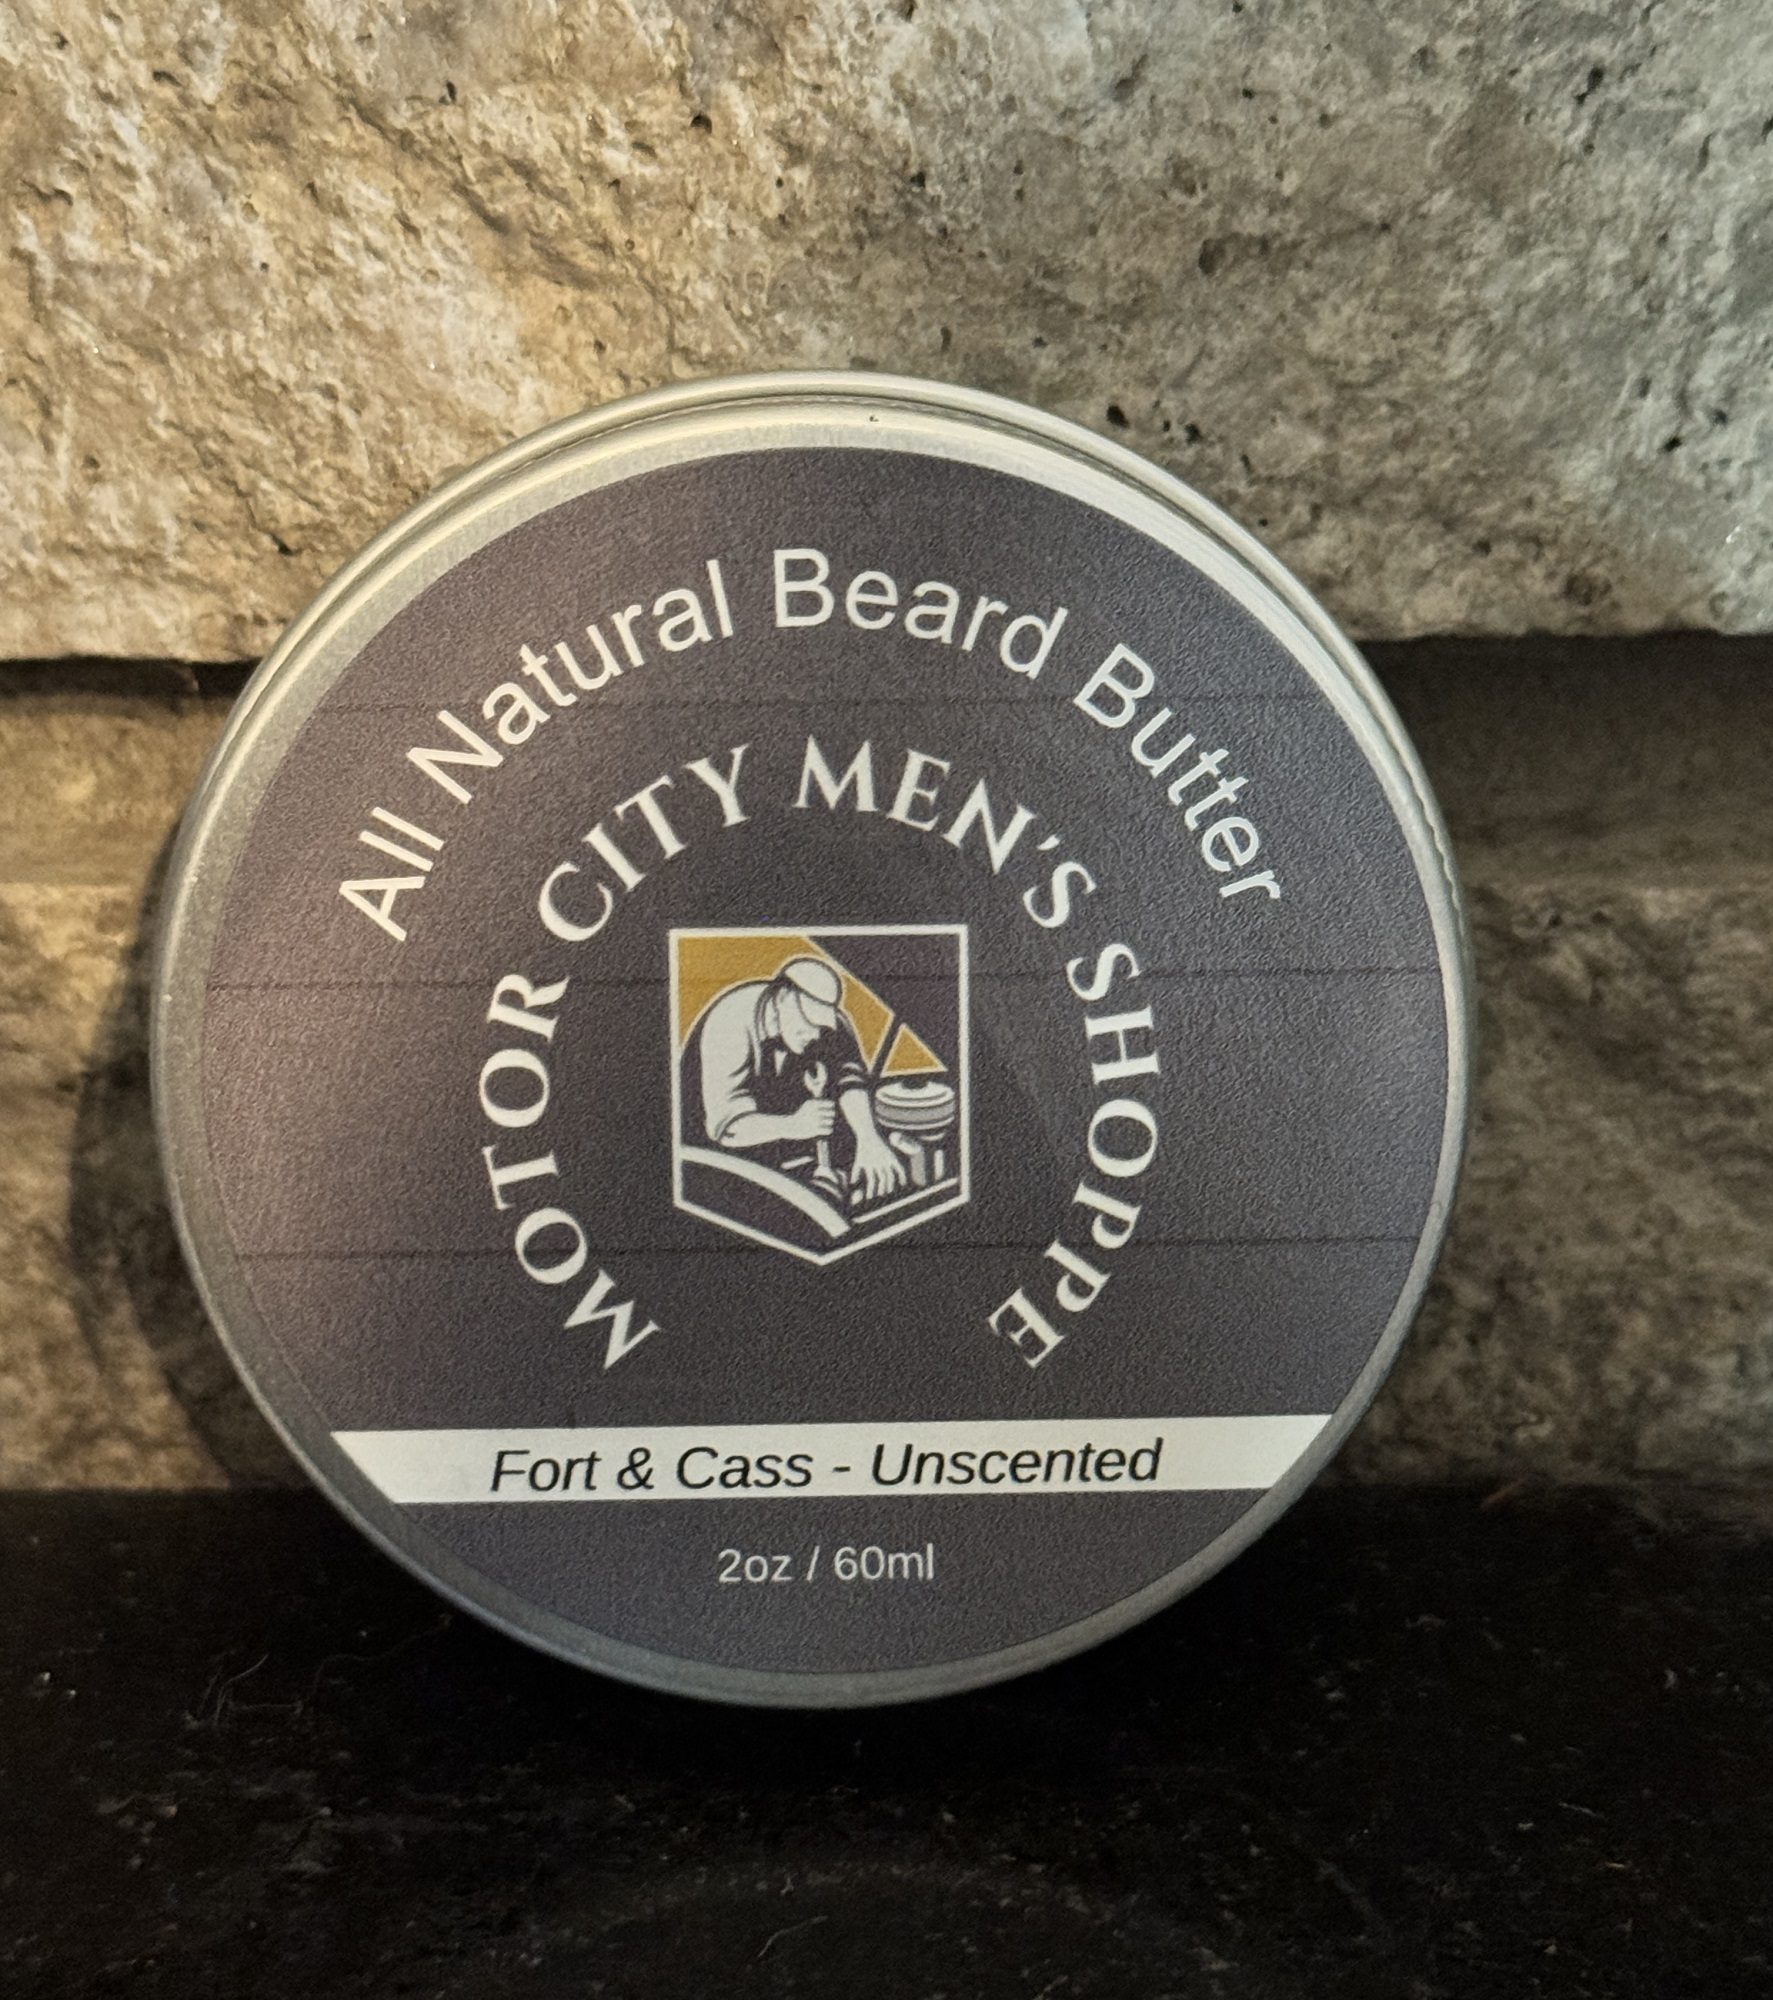 All Natural Beard Butter
MOTOR CITY MEN'S SHOPPE
Fort & Cass - Unscented
2oz / 60ml